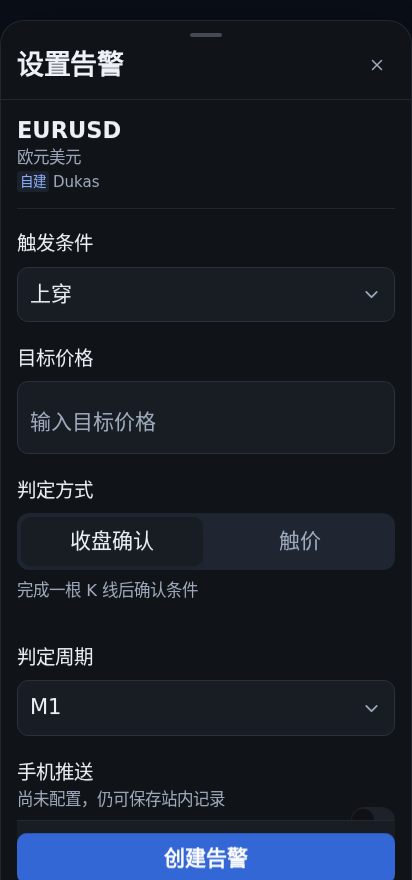 设置告警
EURUSD
欧元美元
自建 Dukas
触发条件
上穿
目标价格
输入目标价格
判定方式
收盘确认 触价
完成一根 K 线后确认条件
判定周期
M1
手机推送
尚未配置，仍可保存站内记录
创建告警